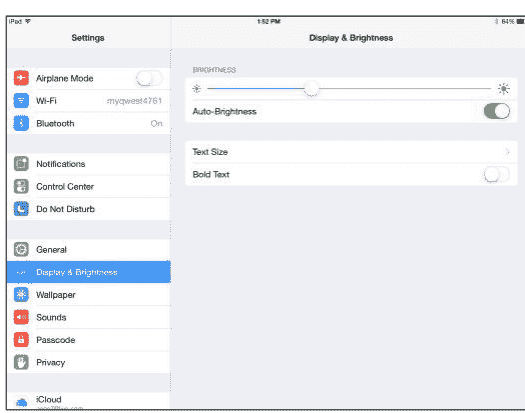 iPad 1:52 PM 64%
Settings
Display & Brightness
Airplane Mode
Wi-Fi myqwest4761
Bluetooth On
Notifications
Control Center
Do Not Disturb
General
Display & Brightness
Wallpaper
Sounds
Passcode
Privacy
iCloud
BRIGHTNESS
Auto-Brightness
Text Size
Bold Text